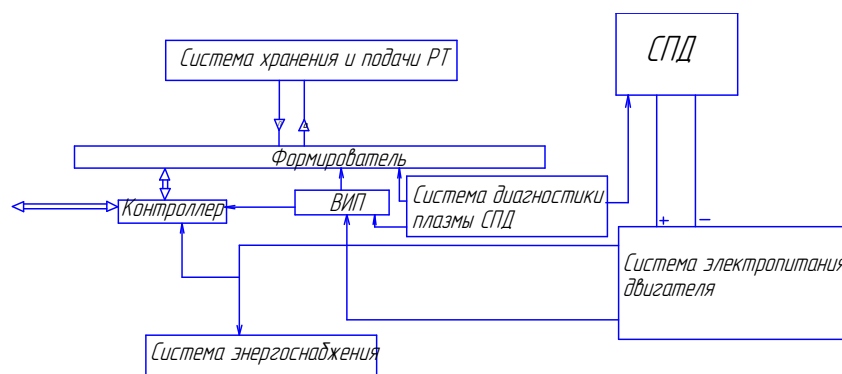 СПД
Система хранения и подачи РТ
Формирователь
Контроллер
ВИП
Система диагностики
плазмы СПД
+ −
Система электропитания
двигателя
Система энергоснабжения